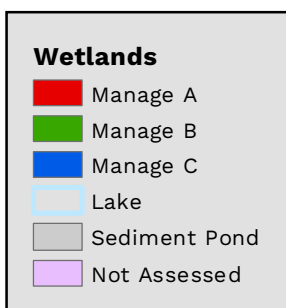 Wetlands
Manage A
Manage B
Manage C
Lake
Sediment Pond
Not Assessed